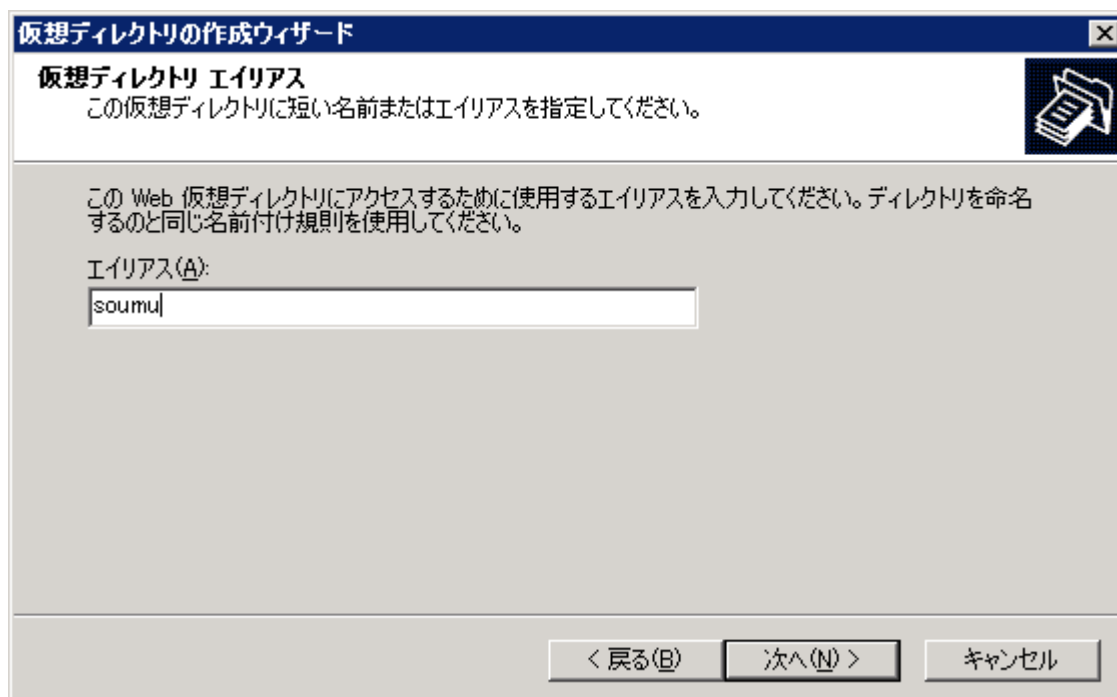 仮想ディレクトリの作成ウィザード
仮想ディレクトリ エイリアス
この仮想ディレクトリに短い名前またはエイリアスを指定してください。
この Web 仮想ディレクトリにアクセスするために使用するエイリアスを入力してください。ディレクトリを命名
するのと同じ名前付け規則を使用してください。
エイリアス(A):
soumu
< 戻る(B)
次へ(N) >
キャンセル